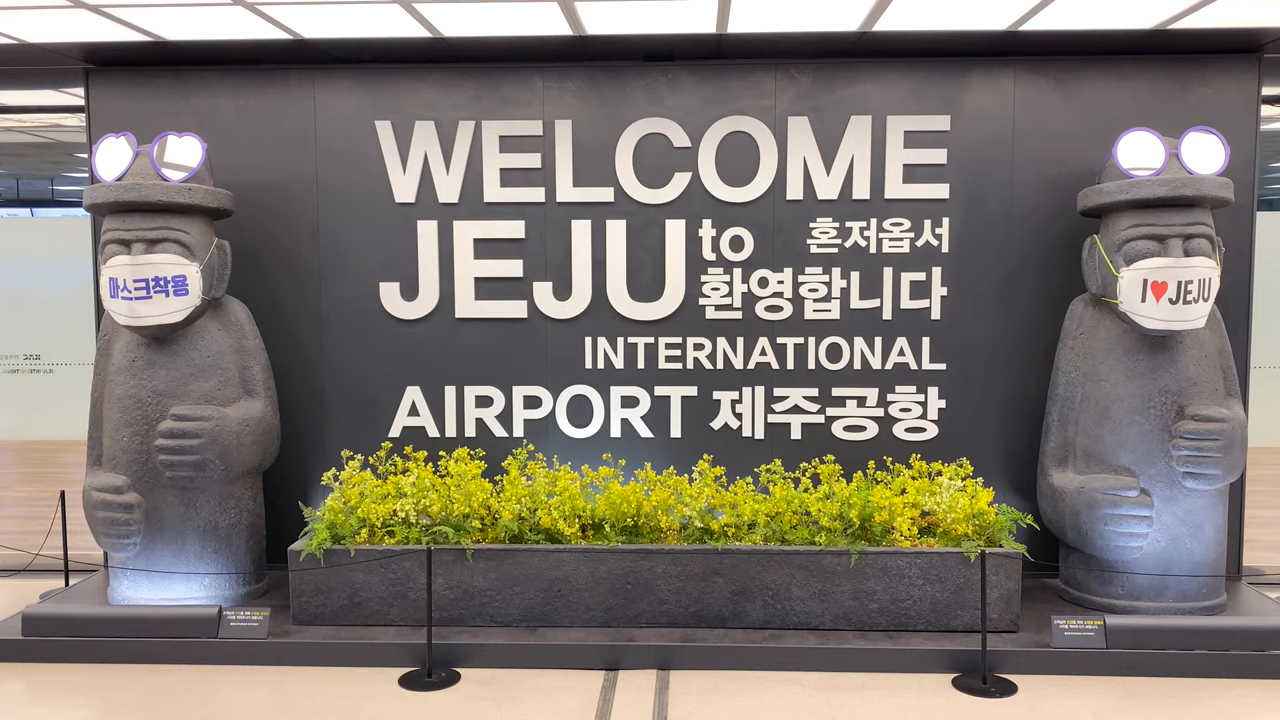 WELCOME
JEJU to 혼저옵서
환영합니다
INTERNATIONAL
AIRPORT 제주공항
마스크착용
I♥JEJU